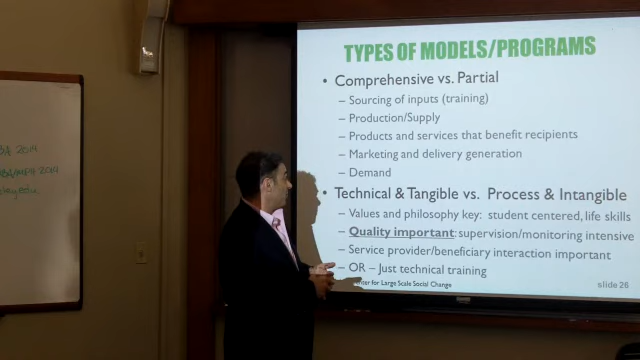 TYPES OF MODELS/PROGRAMS
• Comprehensive vs. Partial
– Sourcing of inputs (training)
– Production/Supply
– Products and services that benefit recipients
– Marketing and delivery generation
– Demand
• Technical & Tangible vs. Process & Intangible
– Values and philosophy key: student centered, life skills
– Quality important: supervision/monitoring intensive
– Service provider/beneficiary interaction important
– OR – Just technical training
for Large Scale Social Change
slide 26
2019